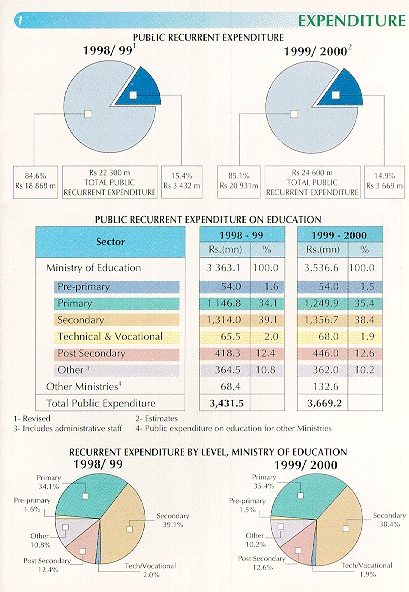 1 EXPENDITURE
PUBLIC RECURRENT EXPENDITURE
1998/ 99¹ 1999/ 2000²
84.6% Rs 22 300 m 15.4% 85.1% Rs 24 600 m 14.9%
Rs 18 868 m TOTAL PUBLIC Rs 3 432 m Rs 20 931m TOTAL PUBLIC Rs 3 669 m
RECURRENT EXPENDITURE RECURRENT EXPENDITURE
PUBLIC RECURRENT EXPENDITURE ON EDUCATION
Sector 1998 - 99 1999 - 2000
Rs.(mn) % Rs.(mn) %
Ministry of Education 3 363.1 100.0 3,536.6 100.0
Pre-primary 54.0 1.6 54.0 1.5
Primary 1 146.8 34.1 1,249.9 35.4
Secondary 1,314.0 39.1 1,356.7 38.4
Technical & Vocational 65.5 2.0 68.0 1.9
Post Secondary 418.3 12.4 446.0 12.6
Other ³ 364.5 10.8 362.0 10.2
Other Ministries⁴ 68.4 132.6
Total Public Expenditure 3,431.5 3,669.2
1- Revised 2- Estimates
3- Includes administrative staff 4- Public expenditure on education for other Ministries
RECURRENT EXPENDITURE BY LEVEL, MINISTRY OF EDUCATION
1998/ 99 1999/ 2000
Primary Primary
34.1% 35.4%
Pre-primary Pre-primary
1.6% 1.5%
Secondary Secondary
39.1% 38.4%
Other Other
10.8% 10.2%
Post Secondary Post Secondary
12.4% 12.6%
Tech/Vocational Tech/Vocational
2.0% 1.9%